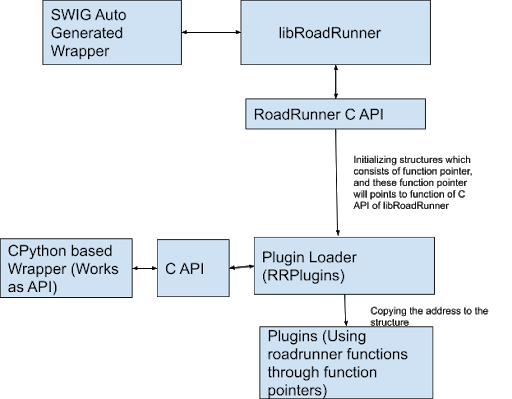 SWIG Auto
Generated
Wrapper
libRoadRunner
RoadRunner C API
Initializing structures which
consists of function pointer,
and these function pointer
will points to function of C
API of libRoadRunner
CPython based
Wrapper (Works
as API)
C API
Plugin Loader
(RRPlugins)
Copying the address to the
structure
Plugins (Using
roadrunner functions
through function
pointers)